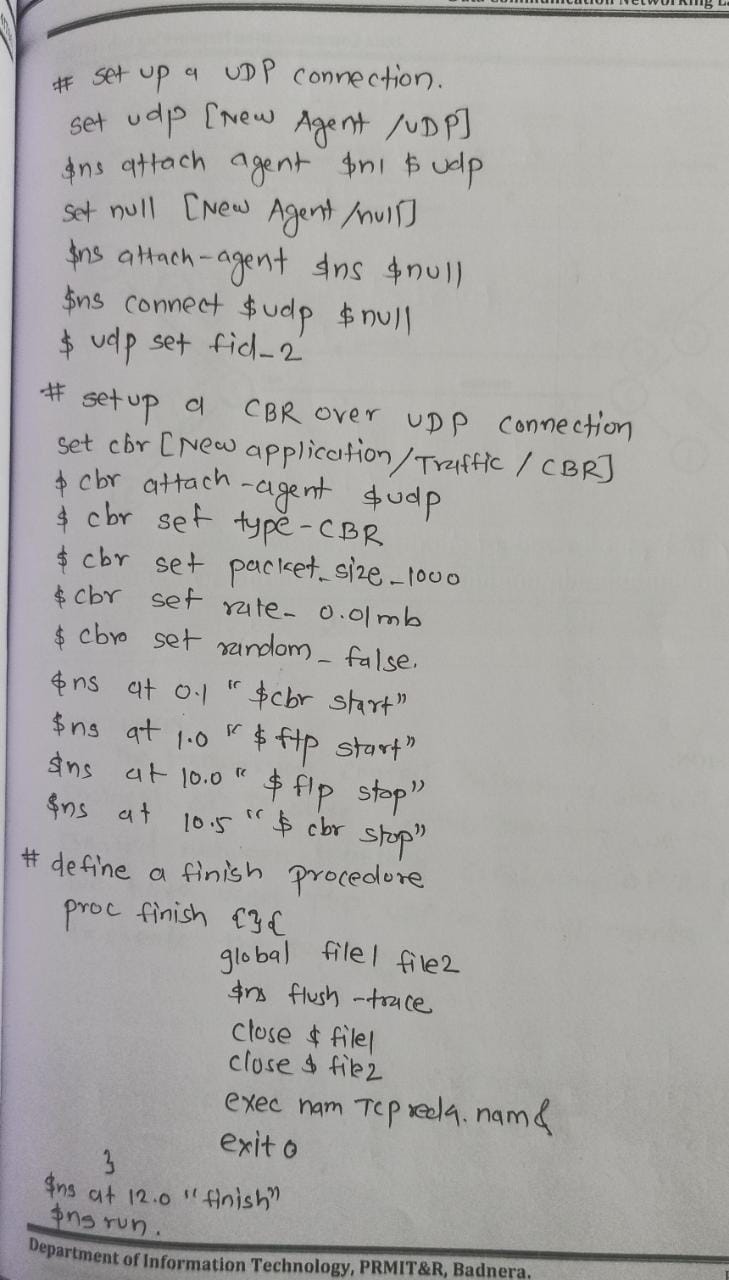 # set up a UDP connection.
set udp [New Agent /UDP]
$ns attach agent $n1 $ udp
set null [New Agent /null]
$ns attach-agent $ns $null
$ns connect $udp $null
$ udp set fid_2
# setup a CBR over UDP connection
set cbr [New application/Traffic / CBR]
$ cbr attach-agent $udp
$ cbr set type-CBR
$ cbr set packet_size_1000
$ cbr set rate_ 0.01mb
$ cbro set random_ false.
$ns at 0.1 "$cbr start"
$ns at 1.0 "$ ftp start"
$ns at 10.0 "$ ftp stop"
$ns at 10.5 "$ cbr stop"
# define a finish procedore
proc finish {}{
global file1 file2
$ns flush -trace
close $ file1
close $ file2
exec nam Tcp . nam &
exit 0
}
$ns at 12.0 "finish"
$ns run.
Department of Information Technology, PRMIT&R, Badnera.